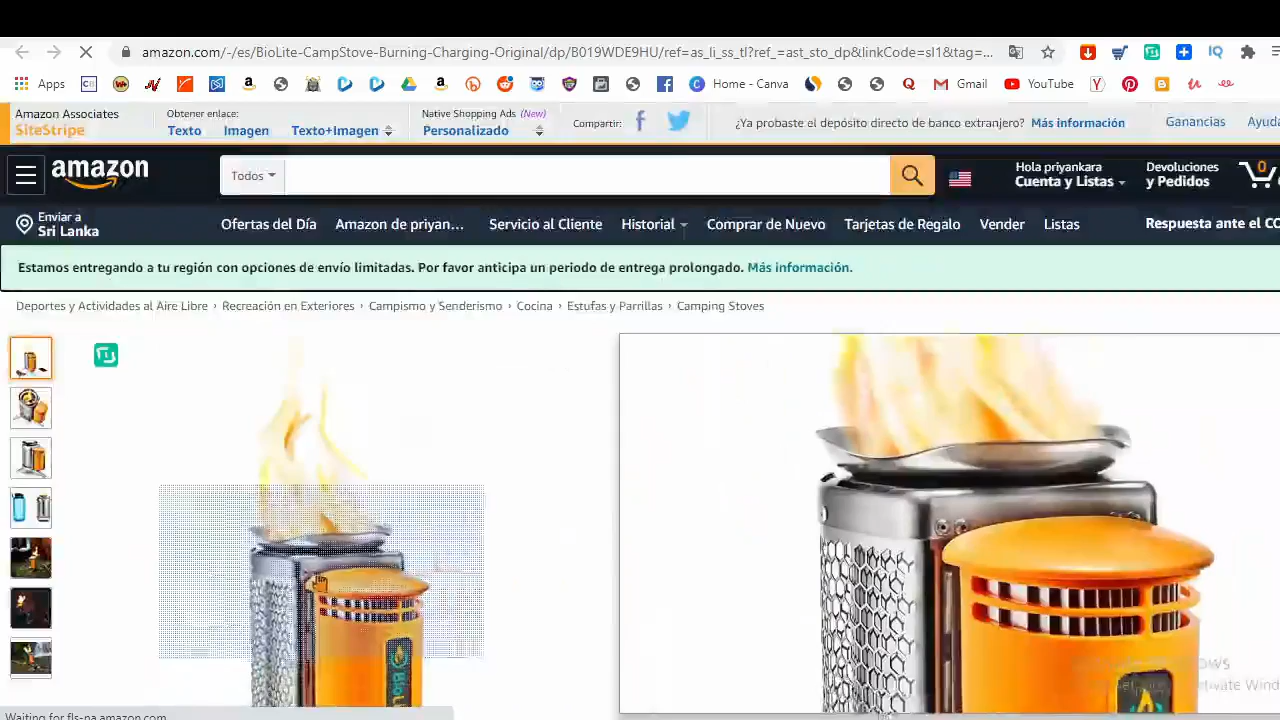 amazon.com/-/es/BioLite-CampStove-Burning-Charging-Original/dp/B019WDE9HU/ref=as_li_ss_tl?ref_=ast_sto_dp&linkCode=sl1&tag=...
Apps
Home - Canva
Gmail
YouTube
Amazon Associates
SiteStripe
Obtener enlace:
Texto
Imagen
Texto+Imagen
Native Shopping Ads (New)
Personalizado
Compartir:
¿Ya probaste el depósito directo de banco extranjero? Más información
Ganancias
Ayuda
amazon
Todos
Hola priyankara
Cuenta y Listas
Devoluciones
y Pedidos
0
Enviar a
Sri Lanka
Ofertas del Día
Amazon de priyan...
Servicio al Cliente
Historial
Comprar de Nuevo
Tarjetas de Regalo
Vender
Listas
Respuesta ante el CO
Estamos entregando a tu región con opciones de envío limitadas. Por favor anticipa un periodo de entrega prolongado. Más información.
Deportes y Actividades al Aire Libre › Recreación en Exteriores › Campismo y Senderismo › Cocina › Estufas y Parrillas › Camping Stoves
Waiting for fls-na.amazon.com